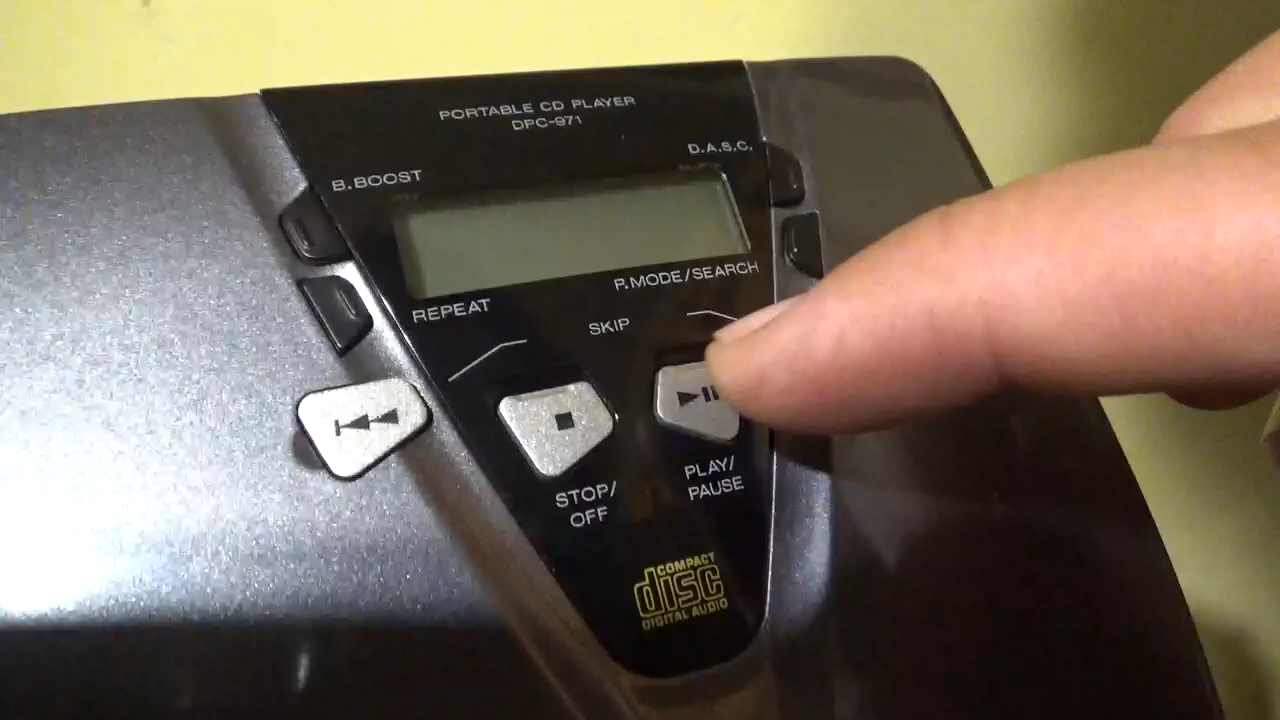 PORTABLE CD PLAYER
DPC-971
D.A.S.C.
B.BOOST
P.MODE/SEARCH
REPEAT
SKIP
PLAY/
PAUSE
STOP/
OFF
COMPACT
disc
DIGITAL AUDIO